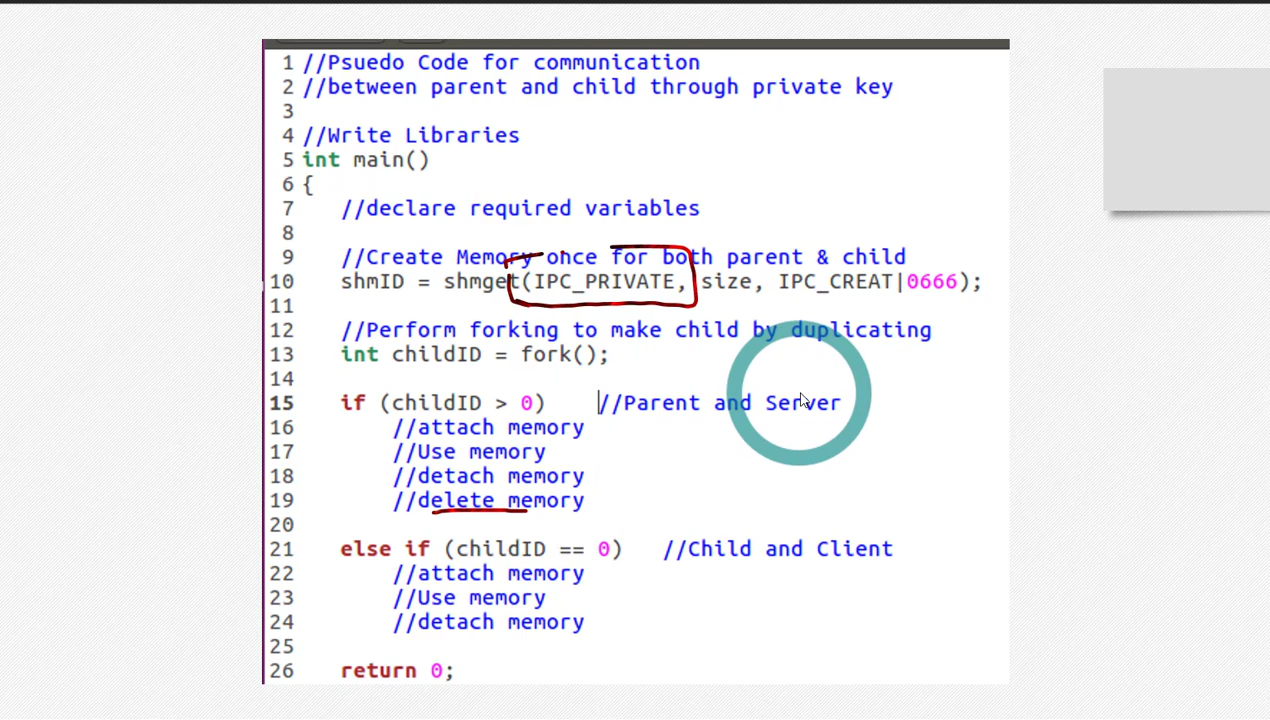 1 //Psuedo Code for communication
2 //between parent and child through private key
3
4 //Write Libraries
5 int main()
6 {
7 //declare required variables
8
9 //Create Memory once for both parent & child
10 shmID = shmget(IPC_PRIVATE, size, IPC_CREAT|0666);
11
12 //Perform forking to make child by duplicating
13 int childID = fork();
14
15 if (childID > 0) //Parent and Server
16 //attach memory
17 //Use memory
18 //detach memory
19 //delete memory
20
21 else if (childID == 0) //Child and Client
22 //attach memory
23 //Use memory
24 //detach memory
25
26 return 0;